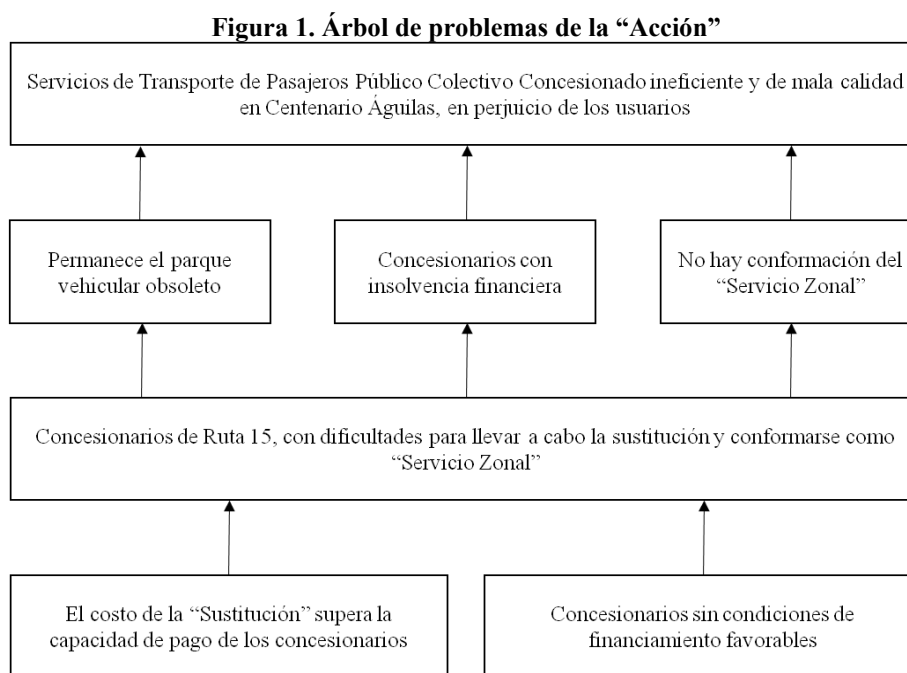 Figura 1. Árbol de problemas de la “Acción”
Servicios de Transporte de Pasajeros Público Colectivo Concesionado ineficiente y de mala calidad
en Centenario Águilas, en perjuicio de los usuarios
Permanece el parque
vehicular obsoleto
Concesionarios con
insolvencia financiera
No hay conformación del
“Servicio Zonal”
Concesionarios de Ruta 15, con dificultades para llevar a cabo la sustitución y conformarse como
“Servicio Zonal”
El costo de la “Sustitución” supera la
capacidad de pago de los concesionarios
Concesionarios sin condiciones de
financiamiento favorables